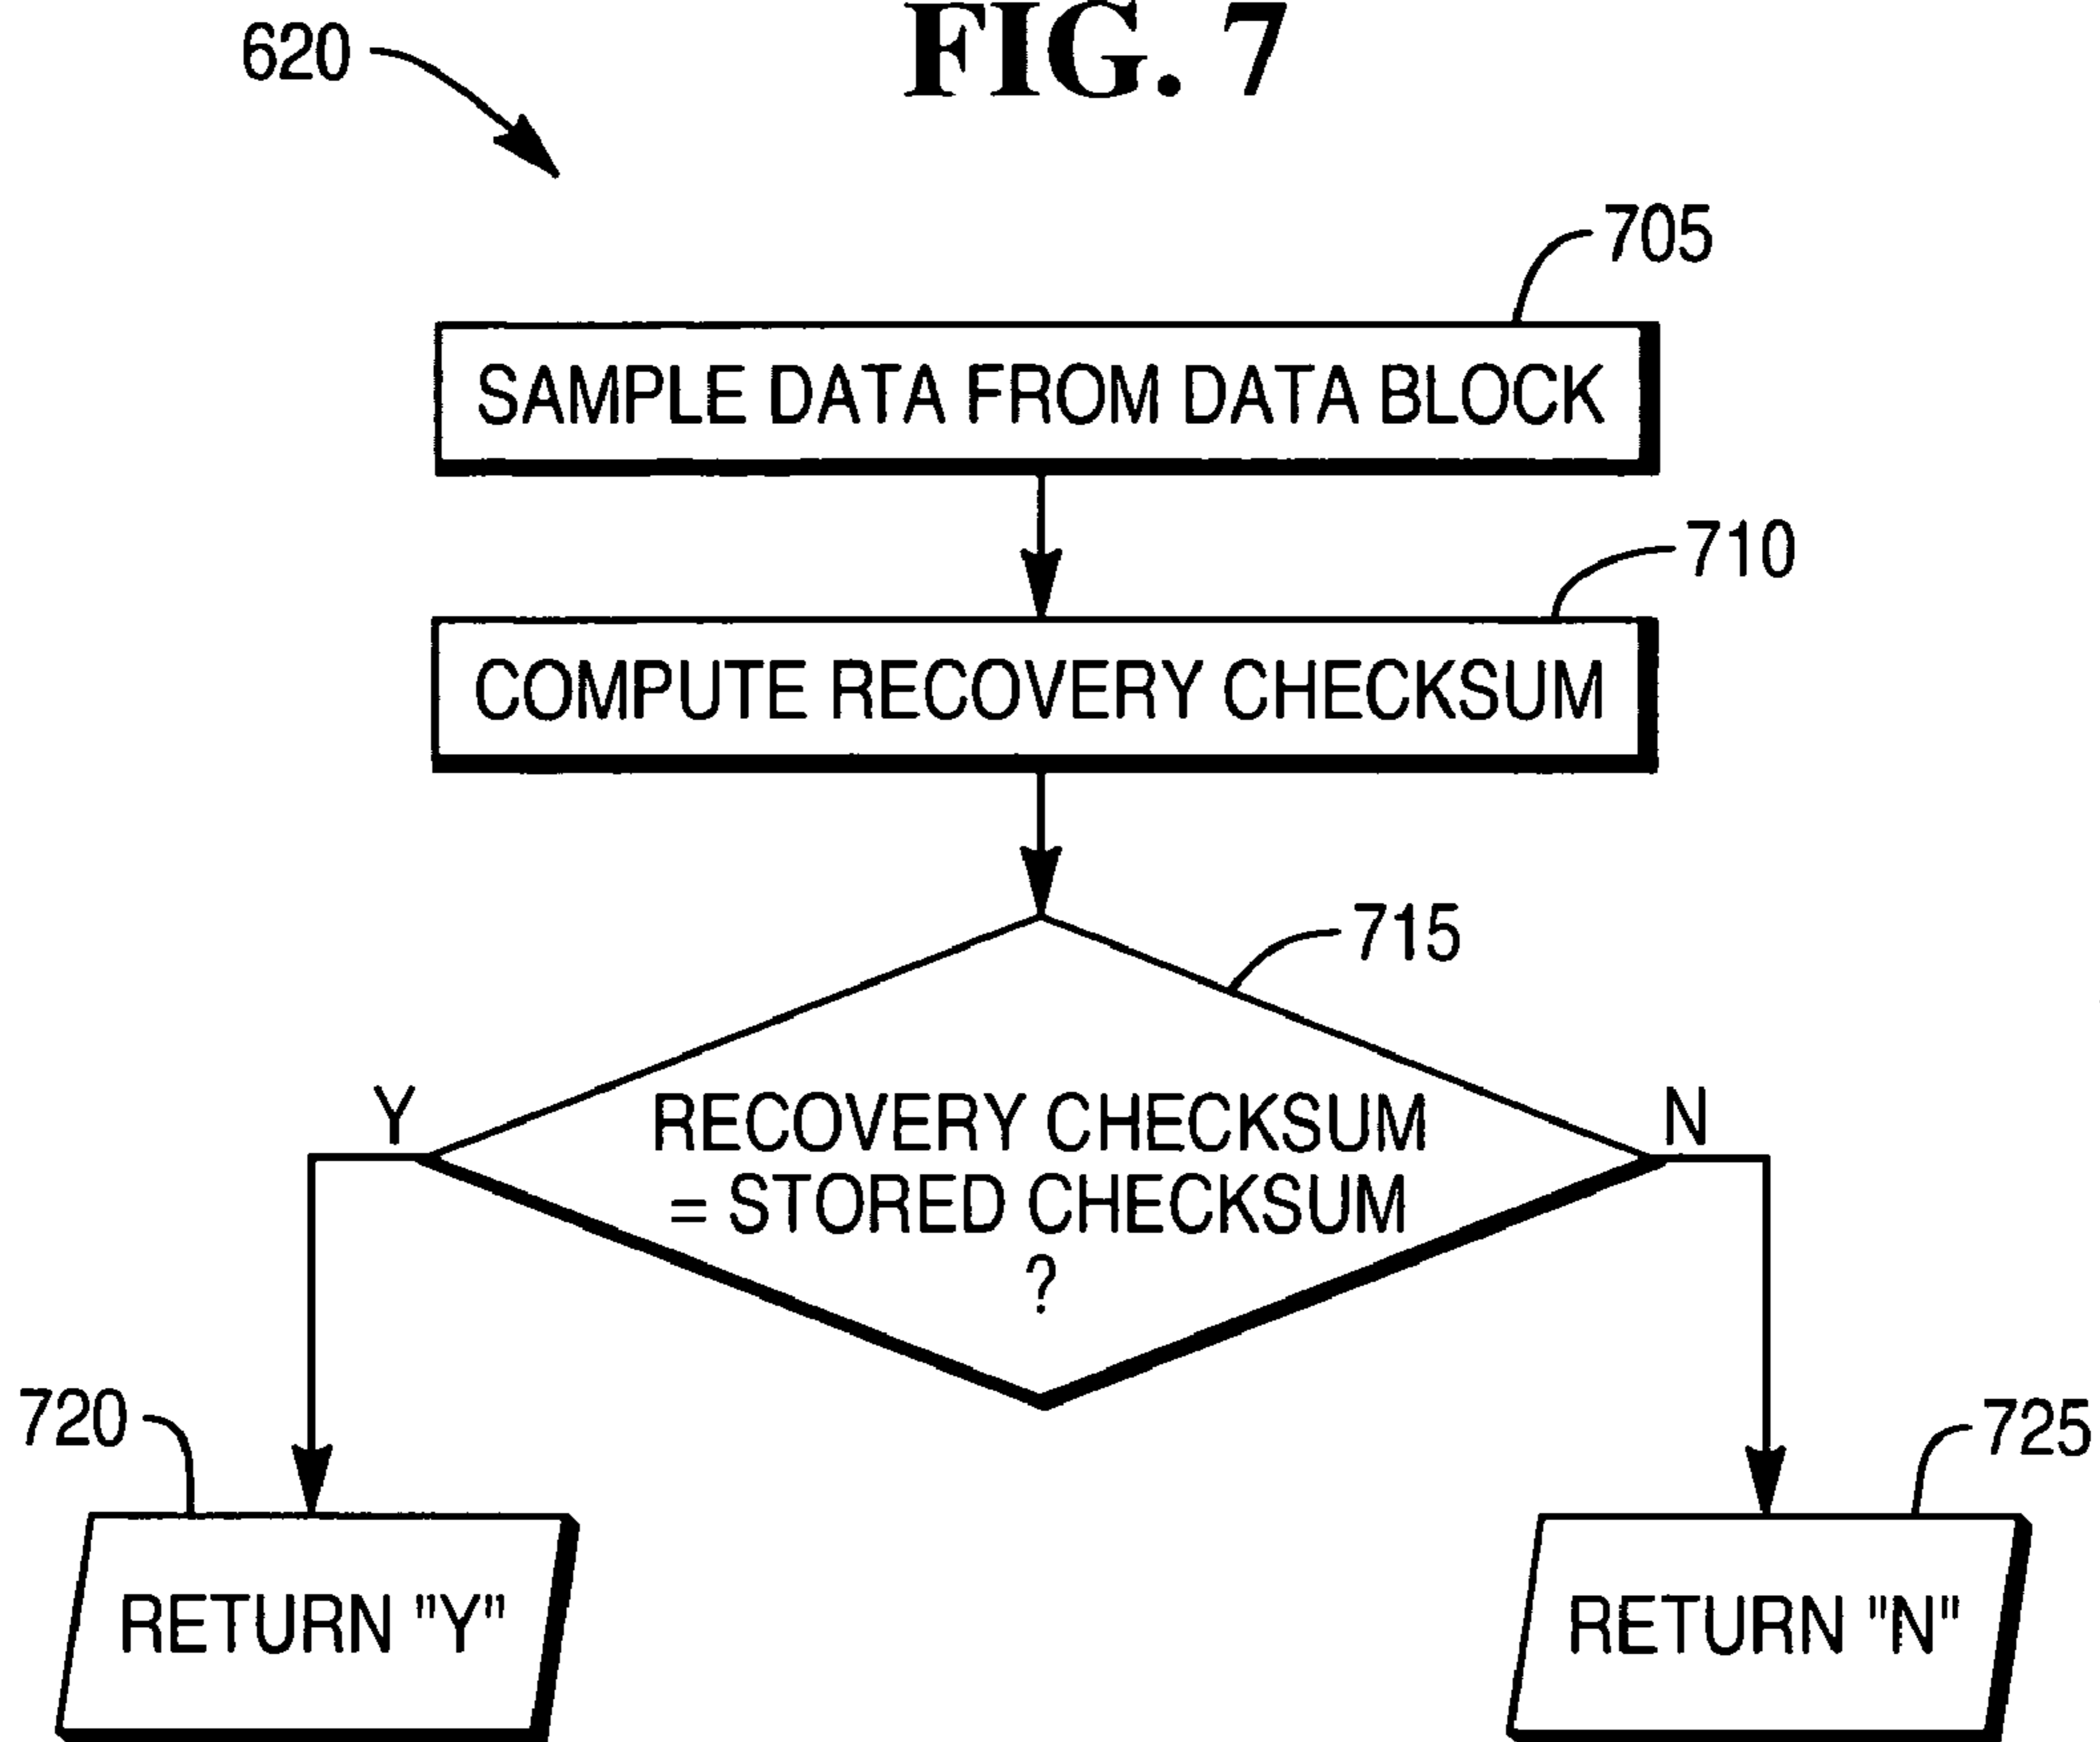 FIG. 7
620
705
SAMPLE DATA FROM DATA BLOCK
710
COMPUTE RECOVERY CHECKSUM
715
Y
N
RECOVERY CHECKSUM
= STORED CHECKSUM
?
720
725
RETURN "Y"
RETURN "N"